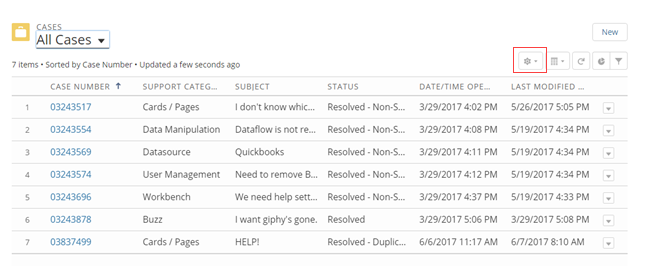 CASES
All Cases
New
7 items • Sorted by Case Number • Updated a few seconds ago
CASE NUMBER SUPPORT CATEG... SUBJECT STATUS DATE/TIME OPE... LAST MODIFIED ...
1 03243517 Cards / Pages I don't know whic... Resolved - Non-S... 3/29/2017 4:02 PM 5/26/2017 5:05 PM
2 03243554 Data Manipulation Dataflow is not re... Resolved - Non-S... 3/29/2017 4:08 PM 5/19/2017 4:34 PM
3 03243569 Datasource Quickbooks Resolved - Non-S... 3/29/2017 4:11 PM 5/19/2017 4:34 PM
4 03243574 User Management Need to remove B... Resolved - Non-S... 3/29/2017 4:12 PM 5/19/2017 4:34 PM
5 03243696 Workbench We need help sett... Resolved - Non-S... 3/29/2017 4:37 PM 5/19/2017 4:33 PM
6 03243878 Buzz I want giphy's gone. Resolved 3/29/2017 5:06 PM 3/29/2017 5:08 PM
7 03837499 Cards / Pages HELP! Resolved - Duplic... 6/6/2017 11:17 AM 6/7/2017 8:10 AM